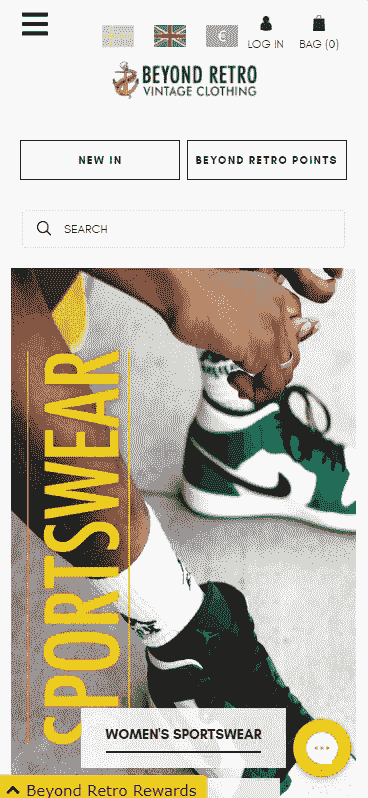 €
LOG IN
BAG (0)
BEYOND RETRO
VINTAGE CLOTHING
NEW IN
BEYOND RETRO POINTS
SEARCH
SPORTSWEAR
WOMEN'S SPORTSWEAR
Beyond Retro Rewards